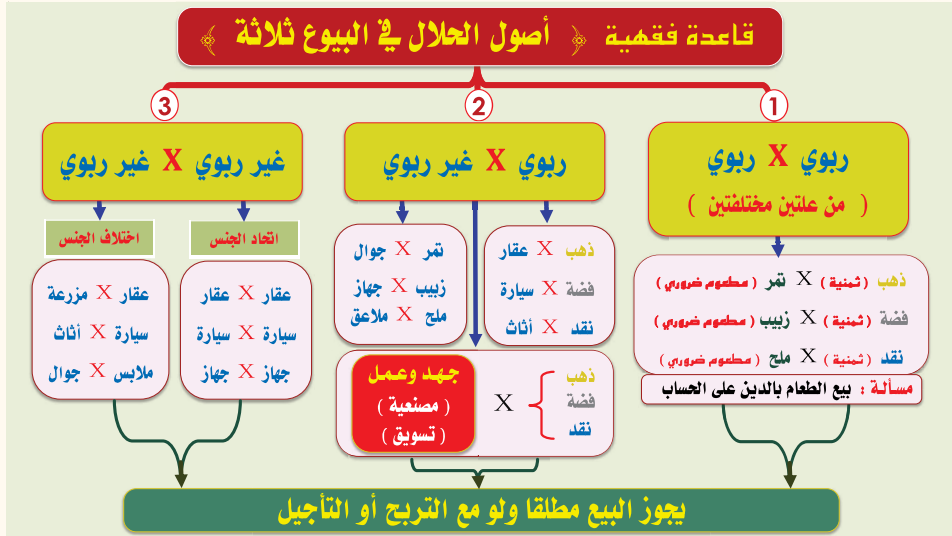 قاعدة فقهية ﴿ أصول الحلال في البيوع ثلاثة ﴾
1
ربوي X ربوي
( من علتين مختلفتين )
ذهب ( ثمنية ) X تمر ( مطعوم ضروري )
فضة ( ثمنية ) X زبيب ( مطعوم ضروري )
نقد ( ثمنية ) X ملح ( مطعوم ضروري )
مسألة : بيع الطعام بالدين على الحساب
2
ربوي X غير ربوي
ذهب X عقار
فضة X سيارة
نقد X أثاث
تمر X جوال
زبيب X جهاز
ملح X ملاعق
ذهب
فضة
نقد
X
جهد وعمل
( مصنعية )
( تسويق )
3
غير ربوي X غير ربوي
اتحاد الجنس
عقار X عقار
سيارة X سيارة
جهاز X جهاز
اختلاف الجنس
عقار X مزرعة
سيارة X أثاث
ملابس X جوال
يجوز البيع مطلقا ولو مع التربح أو التأجيل